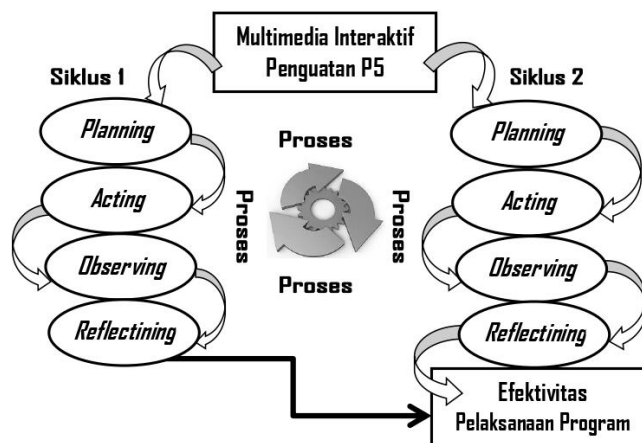 Multimedia Interaktif
Penguatan P5
Siklus 1
Planning
Acting
Observing
Reflectining
Proses
Proses
Proses
Proses
Siklus 2
Planning
Acting
Observing
Reflectining
Efektivitas
Pelaksanaan Program